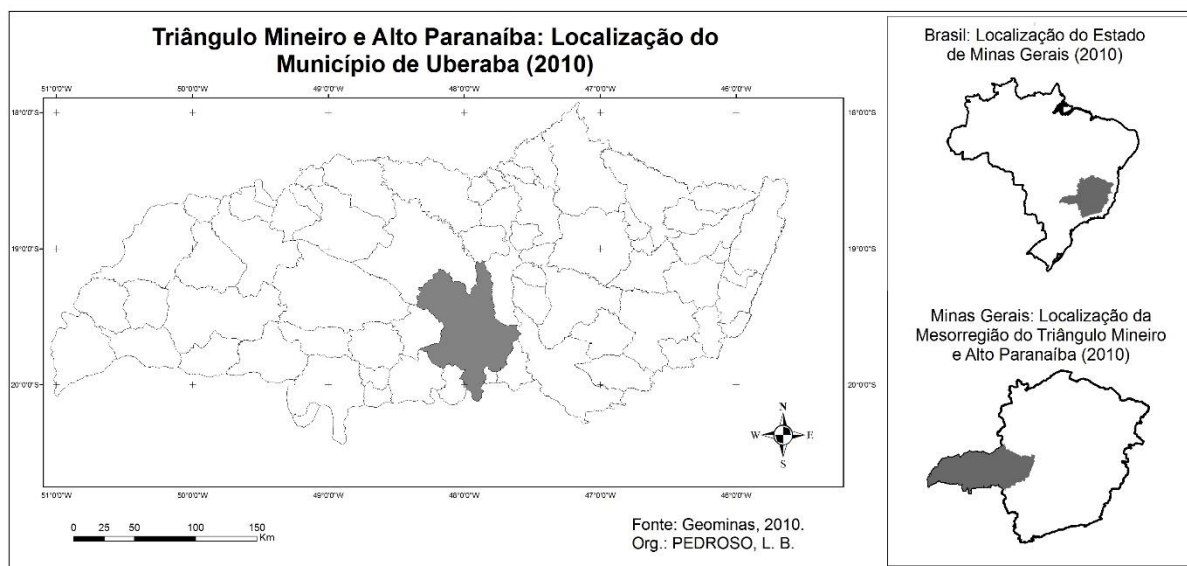 Triângulo Mineiro e Alto Paranaíba: Localização do
Município de Uberaba (2010)
51°0'0"W 50°0'0"W 49°0'0"W 48°0'0"W 47°0'0"W 46°0'0"W
18°0'0"S 18°0'0"S
19°0'0"S 19°0'0"S
20°0'0"S 20°0'0"S
N
W E
S
51°0'0"W 50°0'0"W 49°0'0"W 48°0'0"W 47°0'0"W 46°0'0"W
0 25 50 100 150
Km
Fonte: Geominas, 2010.
Org.: PEDROSO, L. B.
Brasil: Localização do Estado
de Minas Gerais (2010)
Minas Gerais: Localização da
Mesorregião do Triângulo Mineiro
e Alto Paranaíba (2010)